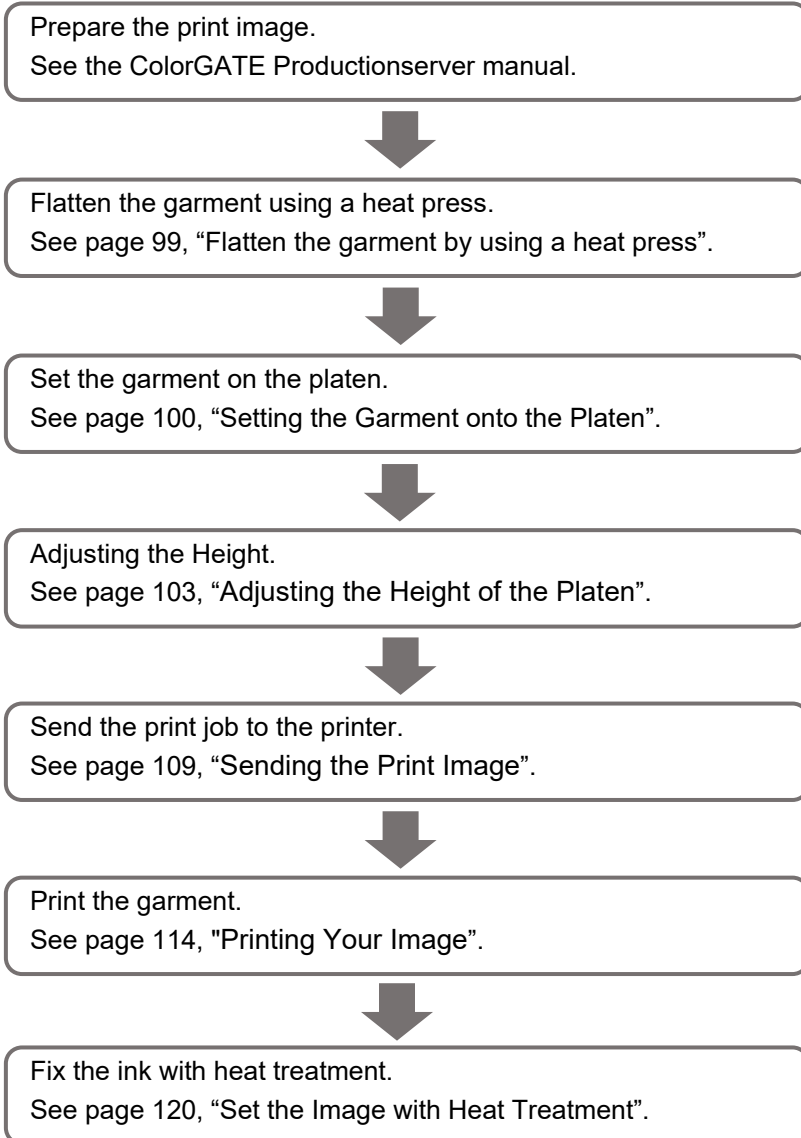 Prepare the print image.
See the ColorGATE Productionserver manual.
Flatten the garment using a heat press.
See page 99, “Flatten the garment by using a heat press”.
Set the garment on the platen.
See page 100, “Setting the Garment onto the Platen”.
Adjusting the Height.
See page 103, “Adjusting the Height of the Platen”.
Send the print job to the printer.
See page 109, “Sending the Print Image”.
Print the garment.
See page 114, "Printing Your Image”.
Fix the ink with heat treatment.
See page 120, “Set the Image with Heat Treatment”.